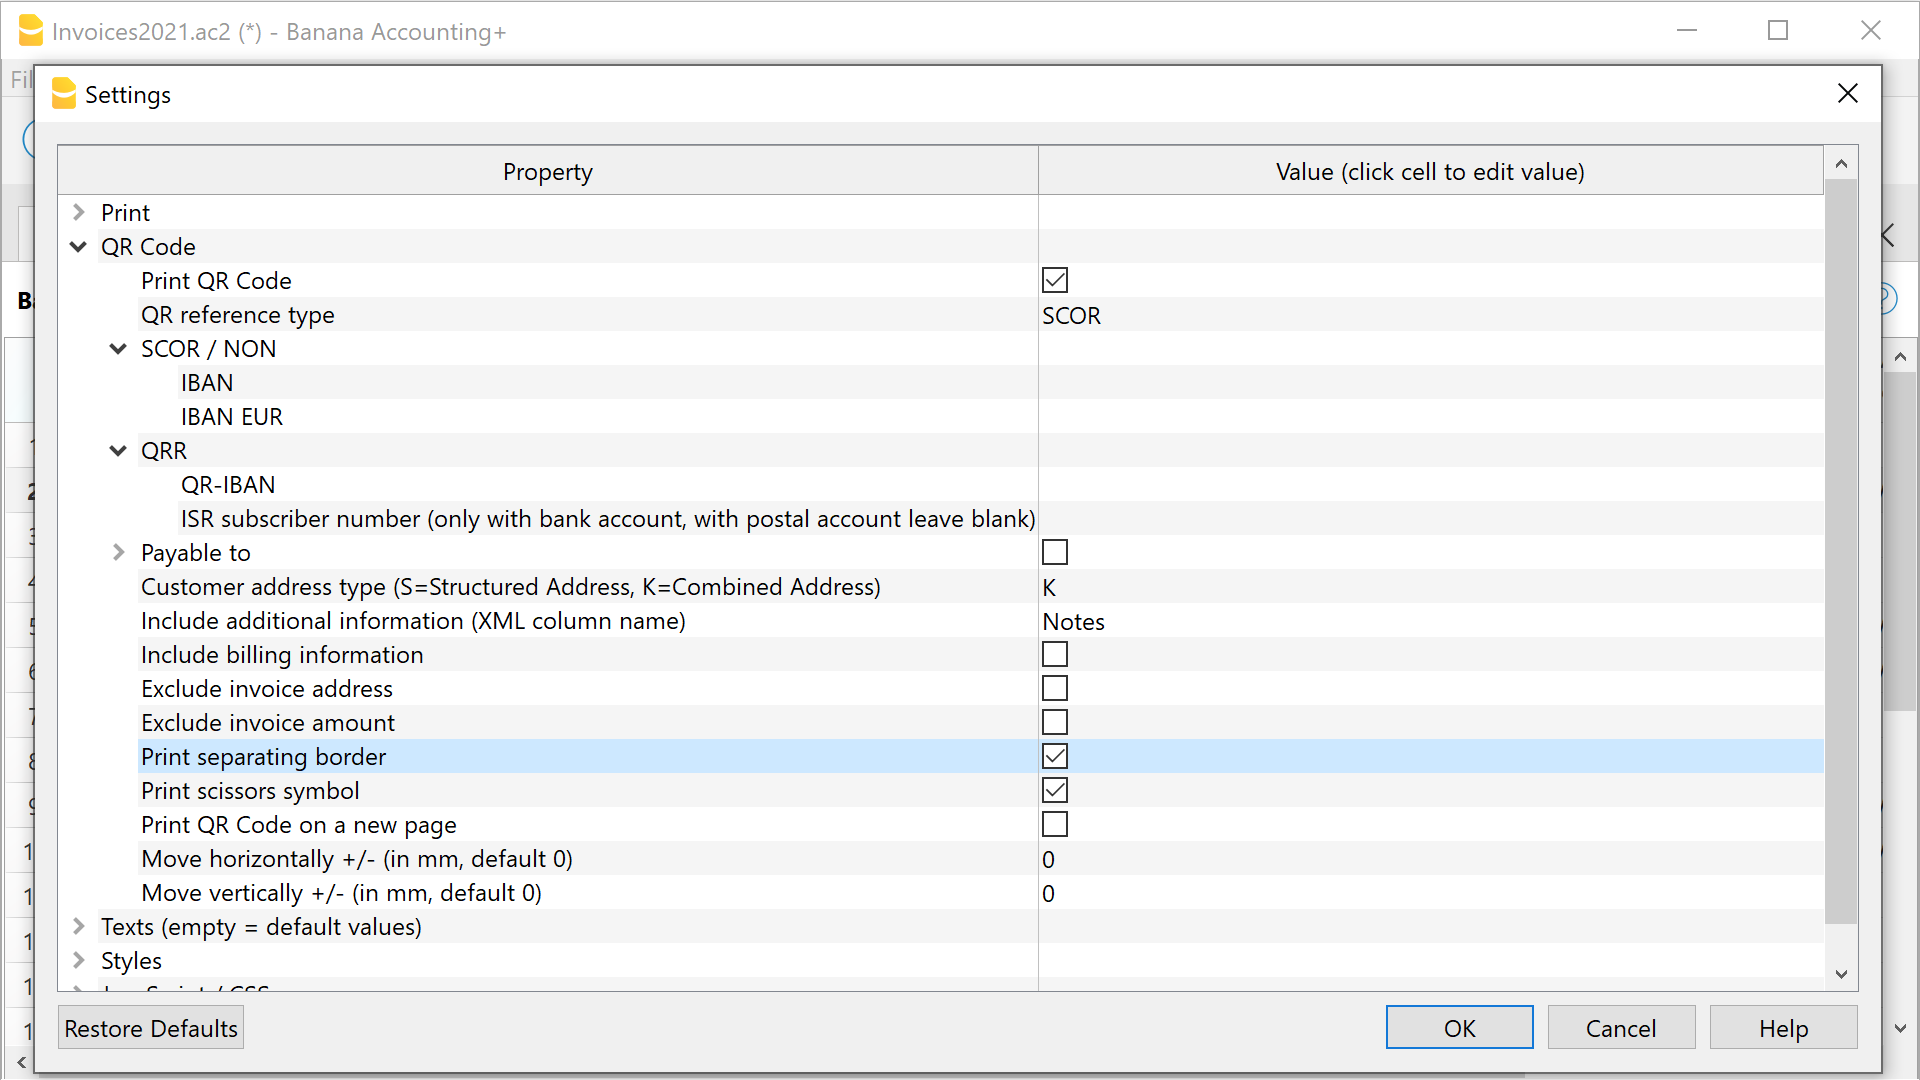 Invoices2021.ac2 (*) - Banana Accounting+
Settings
Property
Value (click cell to edit value)
Print
QR Code
Print QR Code
QR reference type
SCOR
SCOR / NON
IBAN
IBAN EUR
QRR
QR-IBAN
ISR subscriber number (only with bank account, with postal account leave blank)
Payable to
Customer address type (S=Structured Address, K=Combined Address)
K
Include additional information (XML column name)
Notes
Include billing information
Exclude invoice address
Exclude invoice amount
Print separating border
Print scissors symbol
Print QR Code on a new page
Move horizontally +/- (in mm, default 0)
0
Move vertically +/- (in mm, default 0)
0
Texts (empty = default values)
Styles
Restore Defaults
OK
Cancel
Help